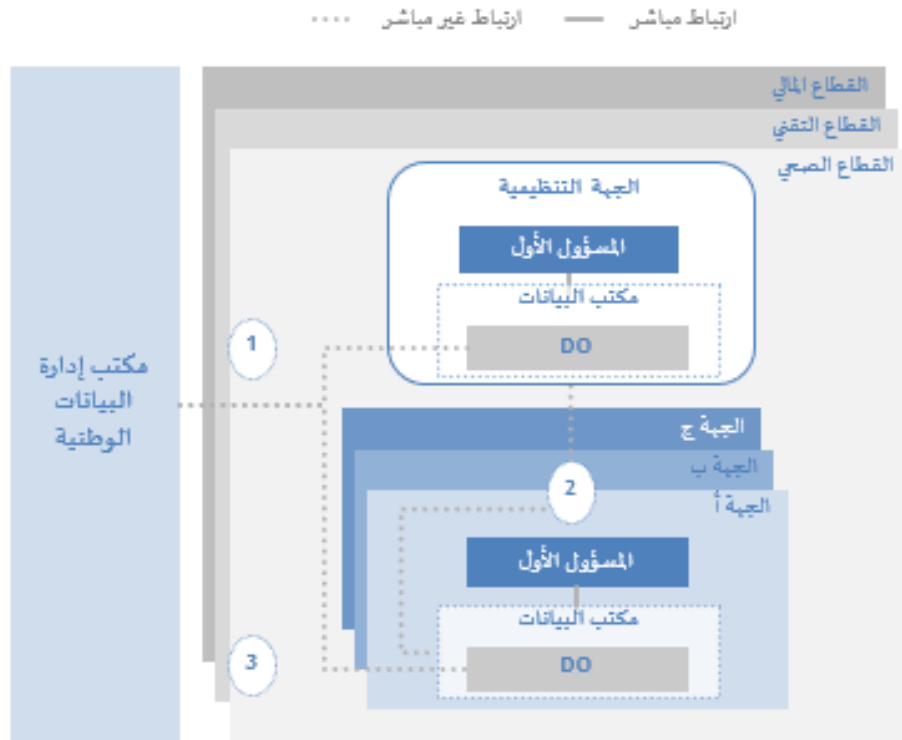 ارتباط مباشر
ارتباط غير مباشر
القطاع المالي
القطاع التقني
القطاع الصحي
الجهة التنظيمية
المسؤول الأول
مكتب البيانات
DO
1
مكتب إدارة
البيانات
الوطنية
الجهة ج
الجهة ب
الجهة أ
2
المسؤول الأول
مكتب البيانات
DO
3